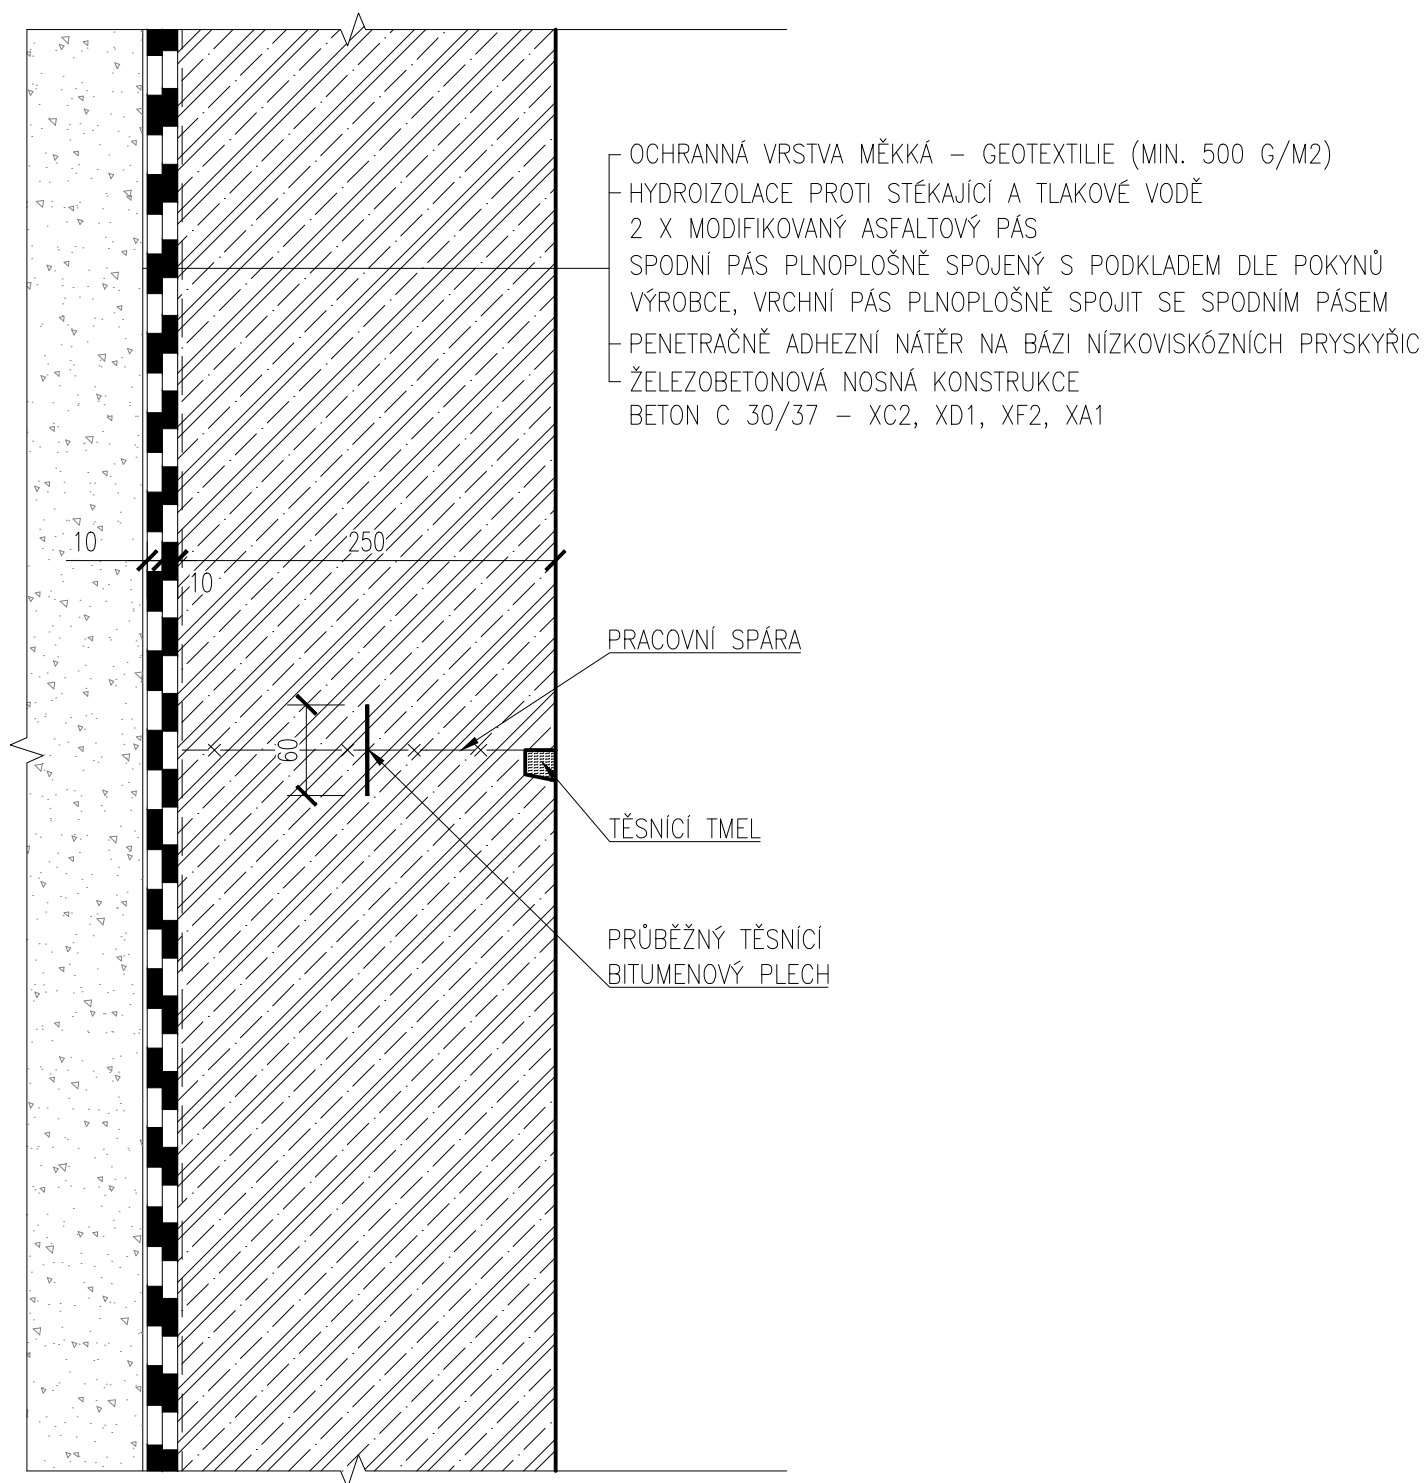 OCHRANNÁ VRSTVA MĚKKÁ – GEOTEXTILIE (MIN. 500 G/M2)
HYDROIZOLACE PROTI STÉKAJÍCÍ A TLAKOVÉ VODĚ
2 X MODIFIKOVANÝ ASFALTOVÝ PÁS
SPODNÍ PÁS PLNOPLOŠNĚ SPOJENÝ S PODKLADEM DLE POKYNŮ
VÝROBCE, VRCHNÍ PÁS PLNOPLOŠNĚ SPOJIT SE SPODNÍM PÁSEM
PENETRAČNĚ ADHEZNÍ NÁTĚR NA BÁZI NÍZKOVISKÓZNÍCH PRYSKYŘIC
ŽELEZOBETONOVÁ NOSNÁ KONSTRUKCE
BETON C 30/37 – XC2, XD1, XF2, XA1
10
250
10
PRACOVNÍ SPÁRA
60
TĚSNÍCÍ TMEL
PRŮBĚŽNÝ TĚSNÍCÍ
BITUMENOVÝ PLECH